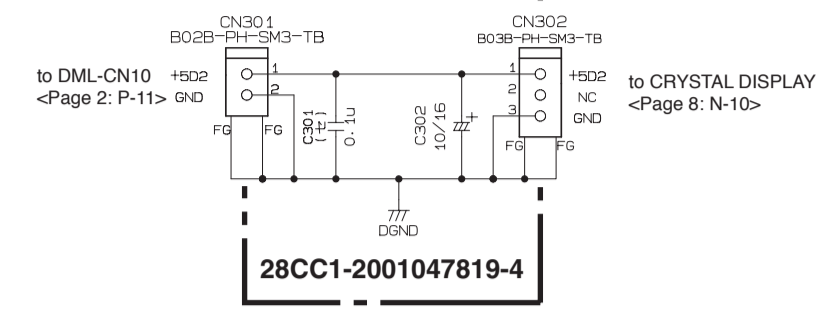 CN301
B02B-PH-SM3-TB
CN302
B03B-PH-SM3-TB
to DML-CN10
<Page 2: P-11>
+5D2
GND
1
2
FG
FG
C301
(tz)
0.1u
C302
10/16
+
1
2
3
+5D2
NC
GND
FG
FG
to CRYSTAL DISPLAY
<Page 8: N-10>
DGND
28CC1-2001047819-4